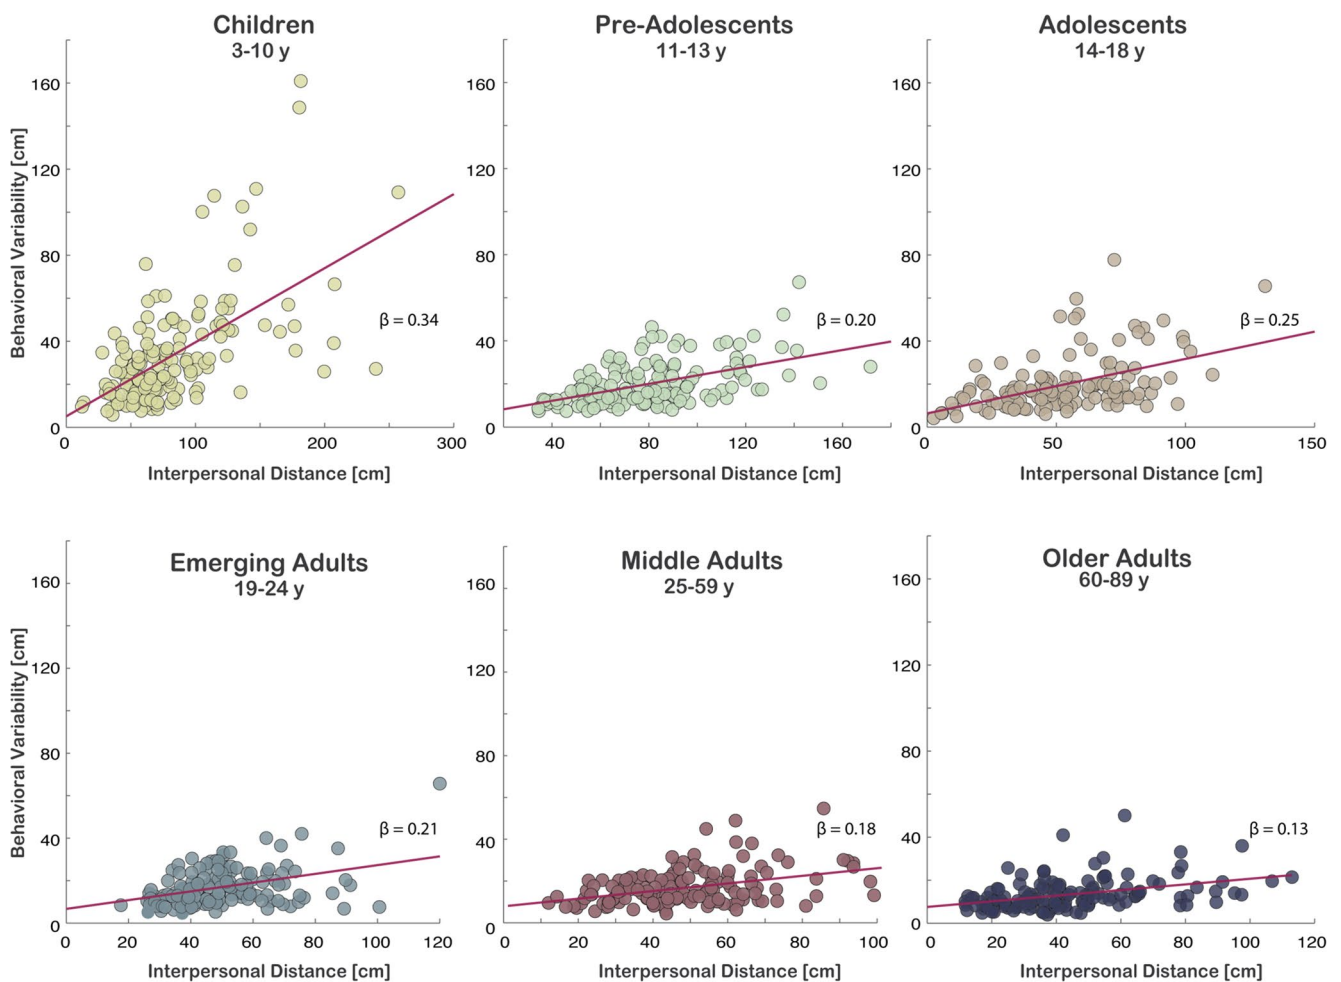 Children
3-10 y
Pre-Adolescents
11-13 y
Adolescents
14-18 y
Behavioral Variability [cm]
160
120
80
40
0
β = 0.34
0
100
200
300
Interpersonal Distance [cm]
160
120
80
40
0
β = 0.20
40
80
120
160
Interpersonal Distance [cm]
160
120
80
40
0
β = 0.25
0
50
100
150
Interpersonal Distance [cm]
Emerging Adults
19-24 y
Middle Adults
25-59 y
Older Adults
60-89 y
Behavioral Variability [cm]
160
120
80
40
0
β = 0.21
0
20
40
60
80
100
120
Interpersonal Distance [cm]
160
120
80
40
0
β = 0.18
0
20
40
60
80
100
Interpersonal Distance [cm]
160
120
80
40
0
β = 0.13
0
20
40
60
80
100
120
Interpersonal Distance [cm]